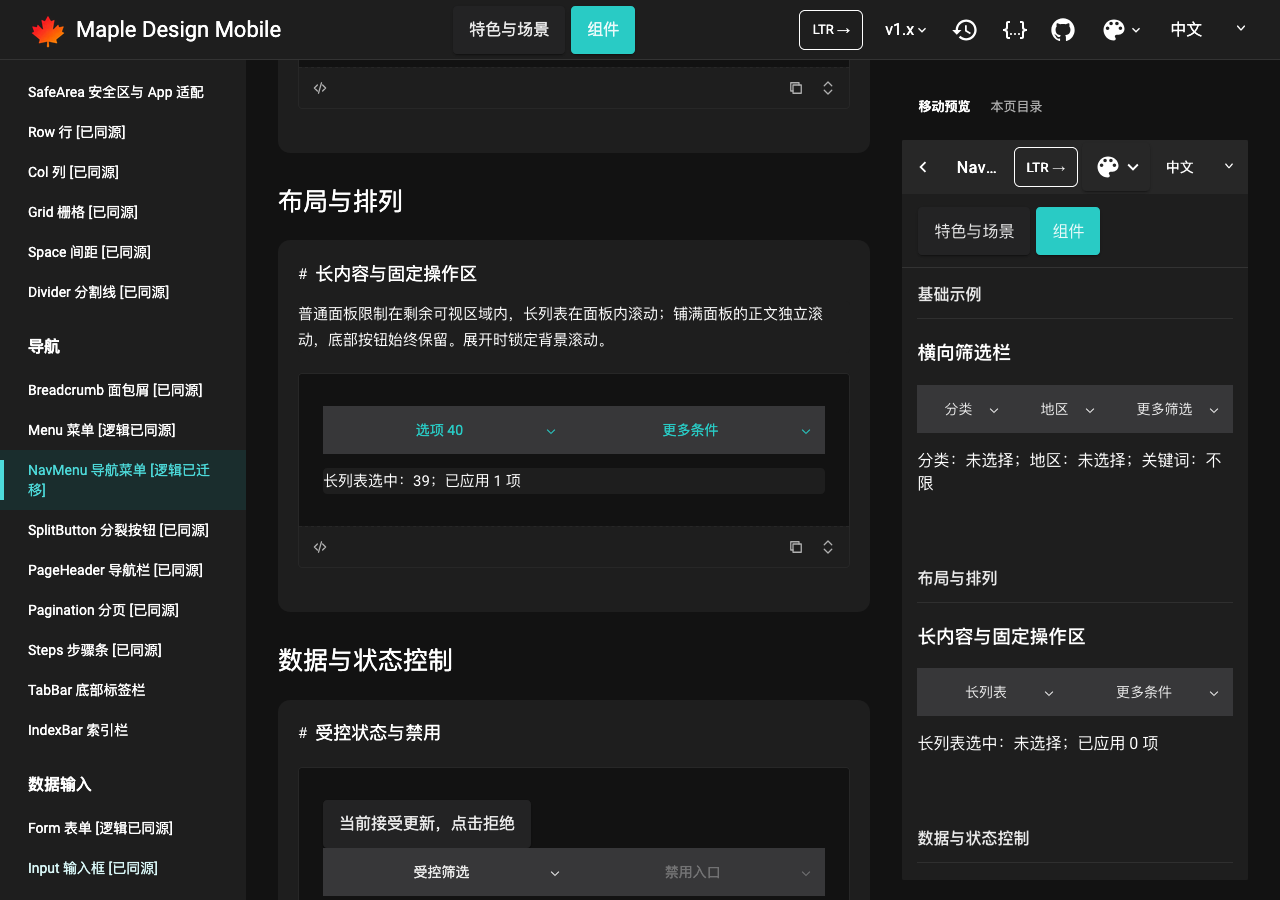 Maple Design Mobile
特色与场景
组件
LTR→
v1.x
{...}
中文
SafeArea 安全区与 App 适配
Row 行 [已同源]
Col 列 [已同源]
Grid 栅格 [已同源]
Space 间距 [已同源]
Divider 分割线 [已同源]
导航
Breadcrumb 面包屑 [已同源]
Menu 菜单 [逻辑已同源]
NavMenu 导航菜单 [逻辑已迁
移]
SplitButton 分裂按钮 [已同源]
PageHeader 导航栏 [已同源]
Pagination 分页 [已同源]
Steps 步骤条 [已同源]
TabBar 底部标签栏
IndexBar 索引栏
数据输入
Form 表单 [逻辑已同源]
Input 输入框 [已同源]
布局与排列
# 长内容与固定操作区
普通面板限制在剩余可视区域内，长列表在面板内滚动；铺满面板的正文独立滚
动，底部按钮始终保留。展开时锁定背景滚动。
选项 40
更多条件
长列表选中：39；已应用 1 项
数据与状态控制
# 受控状态与禁用
当前接受更新，点击拒绝
受控筛选
禁用入口
移动预览
本页目录
Nav...
LTR→
中文
特色与场景
组件
基础示例
横向筛选栏
分类
地区
更多筛选
分类：未选择；地区：未选择；关键词：不
限
布局与排列
长内容与固定操作区
长列表
更多条件
长列表选中：未选择；已应用 0 项
数据与状态控制